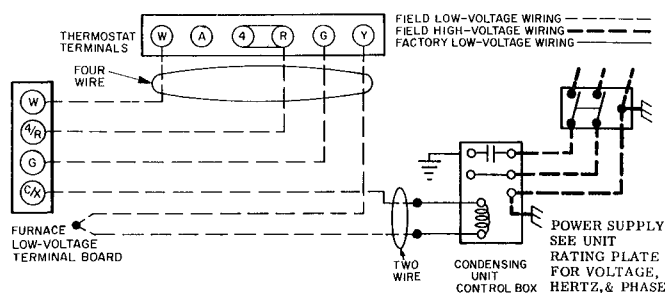 THERMOSTAT
TERMINALS
W A 4 R G Y
FIELD LOW-VOLTAGE WIRING
FIELD HIGH-VOLTAGE WIRING
FACTORY LOW-VOLTAGE WIRING
FOUR
WIRE
W
4/R
G
C/X
FURNACE
LOW-VOLTAGE
TERMINAL BOARD
TWO
WIRE
CONDENSING
UNIT
CONTROL BOX
POWER SUPPLY
SEE UNIT
RATING PLATE
FOR VOLTAGE,
HERTZ,& PHASE